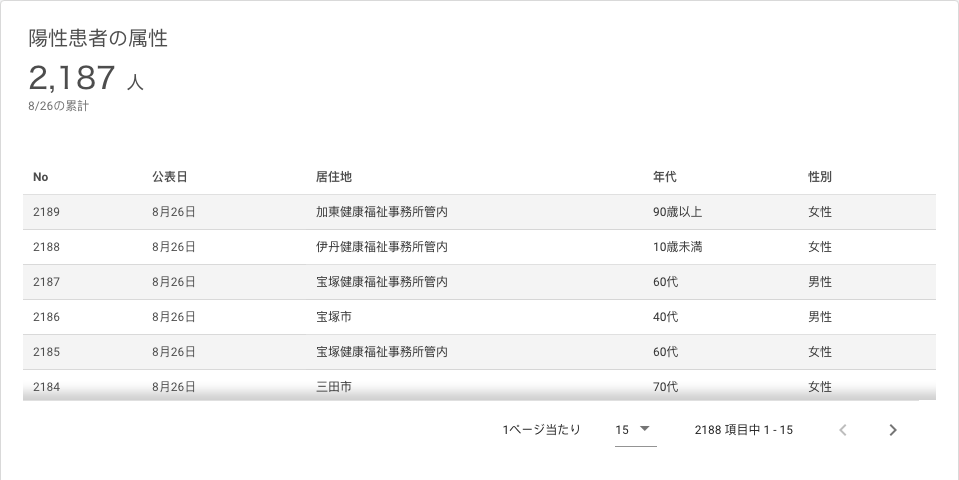 陽性患者の属性
2,187 人
8/26の累計
No 公表日 居住地 年代 性別
2189 8月26日 加東健康福祉事務所管内 90歳以上 女性
2188 8月26日 伊丹健康福祉事務所管内 10歳未満 女性
2187 8月26日 宝塚健康福祉事務所管内 60代 男性
2186 8月26日 宝塚市 40代 男性
2185 8月26日 宝塚健康福祉事務所管内 60代 女性
2184 8月26日 三田市 70代 女性
1ページ当たり 15 2188 項目中 1 - 15